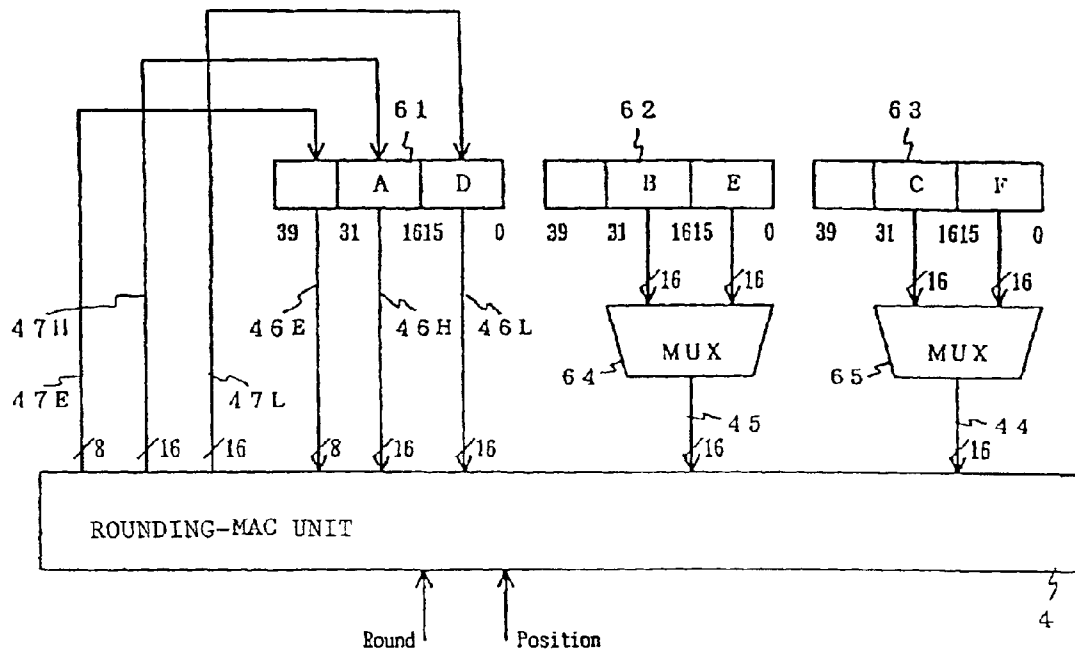 61 62 63
A D B E C F
39 31 1615 0 39 31 1615 0 39 31 1615 0
16 16 16 16
47H 46E 46H 46L MUX MUX
64 65
47E 47L 45 44
8 16 16 8 16 16 16 16
ROUNDING-MAC UNIT
4
Round Position